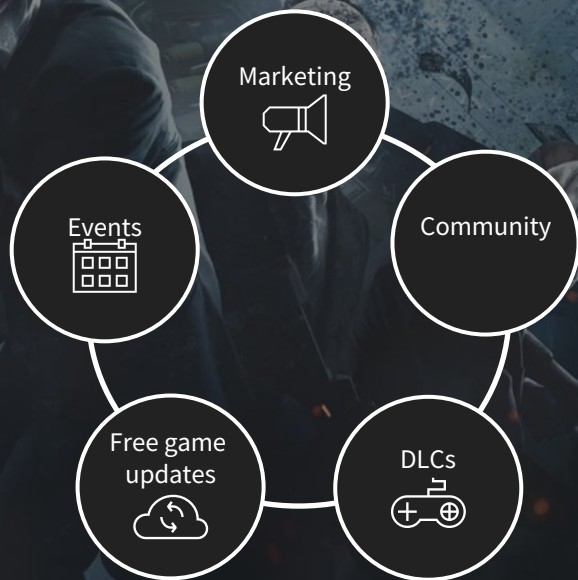 Marketing
Events
Community
Free game
updates
DLCs